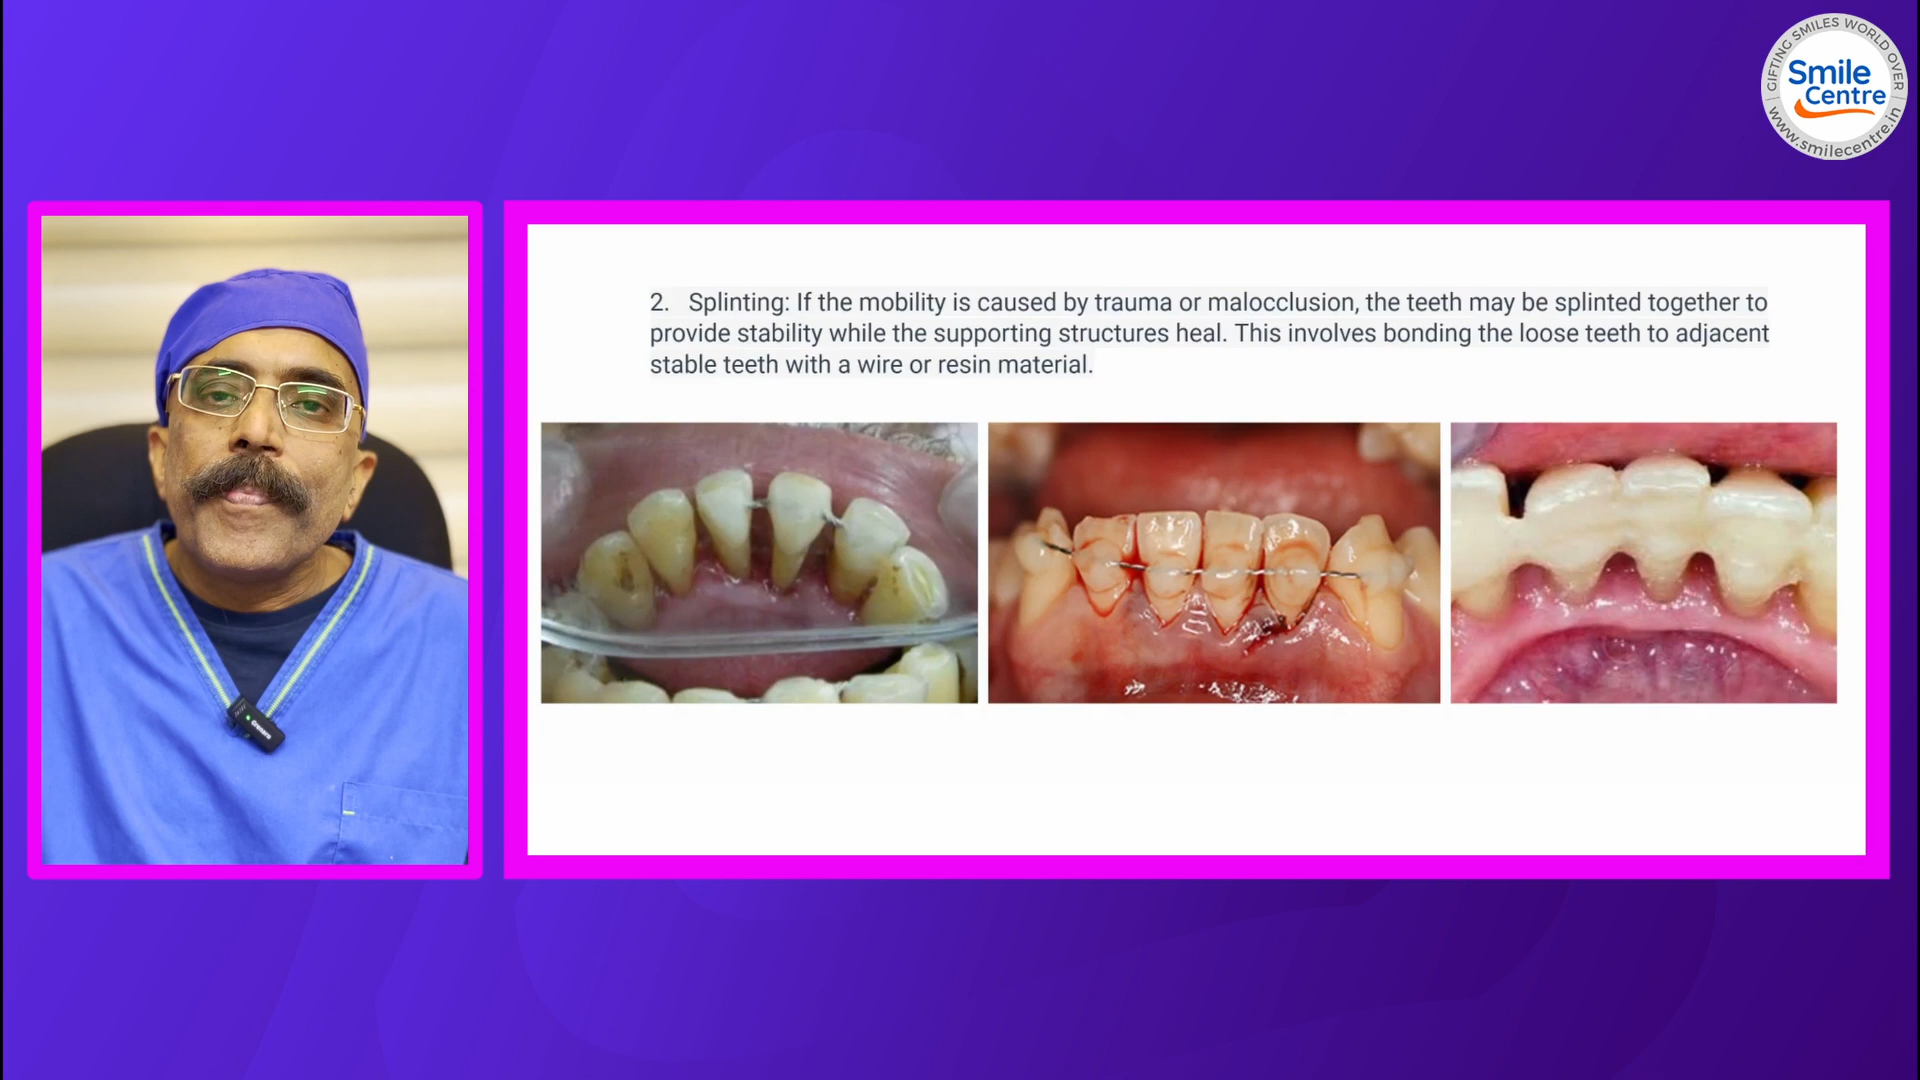 GIFTING SMILES WORLD OVER
Smile
Centre
www.smilecentre.in
2. Splinting: If the mobility is caused by trauma or malocclusion, the teeth may be splinted together to
provide stability while the supporting structures heal. This involves bonding the loose teeth to adjacent
stable teeth with a wire or resin material.